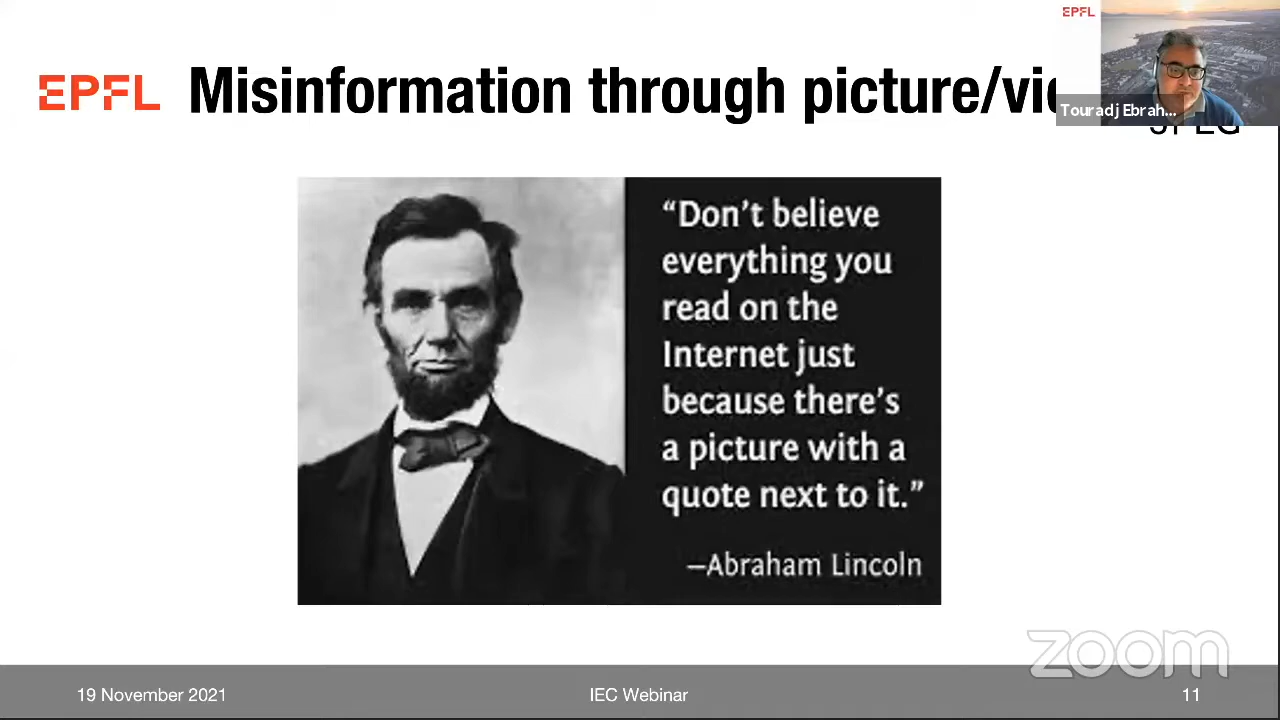 EPFL
EPFL Misinformation through picture/vid
Touradj Ebrah...
JPEG
“Don’t believe
everything you
read on the
Internet just
because there’s
a picture with a
quote next to it.”
—Abraham Lincoln
zoom
19 November 2021 IEC Webinar 11